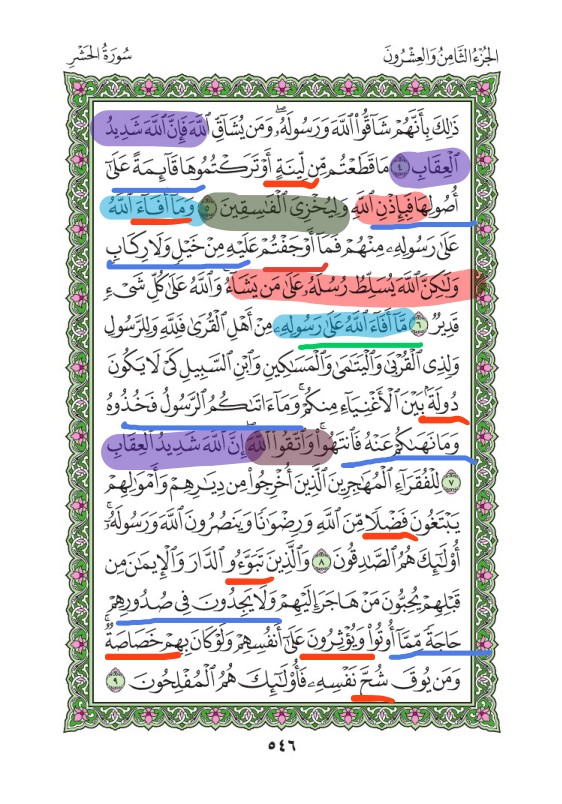 الجُزْءُ الثَّامِنُ وَالعِشْرُونَ
سُورَةُ الحَشْرِ
ذَٰلِكَ بِأَنَّهُمْ شَاقُّوا۟ ٱللَّهَ وَرَسُولَهُۥ ۖ وَمَن يُشَآقِّ ٱللَّهَ فَإِنَّ ٱللَّهَ شَدِيدُ
ٱلْعِقَابِ ٤ مَا قَطَعْتُم مِّن لِّينَةٍ أَوْ تَرَكْتُمُوهَا قَآئِمَةً عَلَىٰٓ
أُصُولِهَا فَبِإِذْنِ ٱللَّهِ وَلِيُخْزِىَ ٱلْفَٰسِقِينَ ٥ وَمَآ أَفَآءَ ٱللَّهُ
عَلَىٰ رَسُولِهِۦ مِنْهُمْ فَمَآ أَوْجَفْتُمْ عَلَيْهِ مِنْ خَيْلٍ وَلَا رِكَابٍ
وَلَٰكِنَّ ٱللَّهَ يُسَلِّطُ رُسُلَهُۥ عَلَىٰ مَن يَشَآءُ ۚ وَٱللَّهُ عَلَىٰ كُلِّ شَىْءٍ
قَدِيرٌ ٦ مَّآ أَفَآءَ ٱللَّهُ عَلَىٰ رَسُولِهِۦ مِنْ أَهْلِ ٱلْقُرَىٰ فَلِلَّهِ وَلِلرَّسُولِ
وَلِذِى ٱلْقُرْبَىٰ وَٱلْيَتَٰمَىٰ وَٱلْمَسَٰكِينِ وَٱبْنِ ٱلسَّبِيلِ كَىْ لَا يَكُونَ
دُولَةًۢ بَيْنَ ٱلْأَغْنِيَآءِ مِنكُمْ ۚ وَمَآ ءَاتَىٰكُمُ ٱلرَّسُولُ فَخُذُوهُ
وَمَا نَهَىٰكُمْ عَنْهُ فَٱنتَهُوا۟ ۚ وَٱتَّقُوا۟ ٱللَّهَ ۖ إِنَّ ٱللَّهَ شَدِيدُ ٱلْعِقَابِ
٧ لِلْفُقَرَآءِ ٱلْمُهَٰجِرِينَ ٱلَّذِينَ أُخْرِجُوا۟ مِن دِيَٰرِهِمْ وَأَمْوَٰلِهِمْ
يَبْتَغُونَ فَضْلًا مِّنَ ٱللَّهِ وَرِضْوَٰنًا وَيَنصُرُونَ ٱللَّهَ وَرَسُولَهُۥٓ ۚ
أُو۟لَٰٓئِكَ هُمُ ٱلصَّٰدِقُونَ ٨ وَٱلَّذِينَ تَبَوَّءُو ٱلدَّارَ وَٱلْإِيمَٰنَ مِن
قَبْلِهِمْ يُحِبُّونَ مَنْ هَاجَرَ إِلَيْهِمْ وَلَا يَجِدُونَ فِى صُدُورِهِمْ
حَاجَةً مِّمَّآ أُوتُوا۟ وَيُؤْثِرُونَ عَلَىٰٓ أَنفُسِهِمْ وَلَوْ كَانَ بِهِمْ خَصَاصَةٌ ۚ
وَمَن يُوقَ شُحَّ نَفْسِهِۦ فَأُو۟لَٰٓئِكَ هُمُ ٱلْمُفْلِحُونَ ٩
٥٤٦